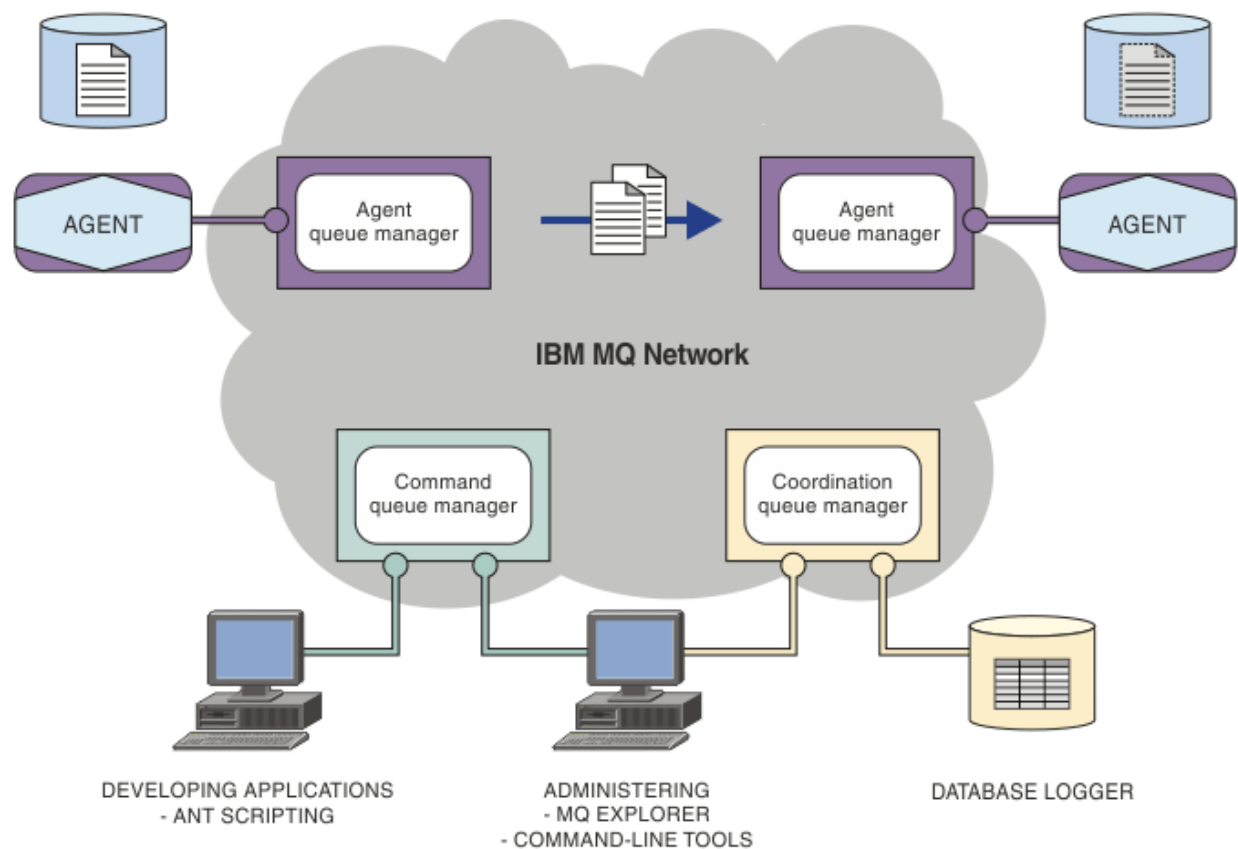 AGENT
Agent
queue manager
Agent
queue manager
AGENT
IBM MQ Network
Command
queue manager
Coordination
queue manager
DEVELOPING APPLICATIONS
- ANT SCRIPTING
ADMINISTERING
- MQ EXPLORER
- COMMAND-LINE TOOLS
DATABASE LOGGER